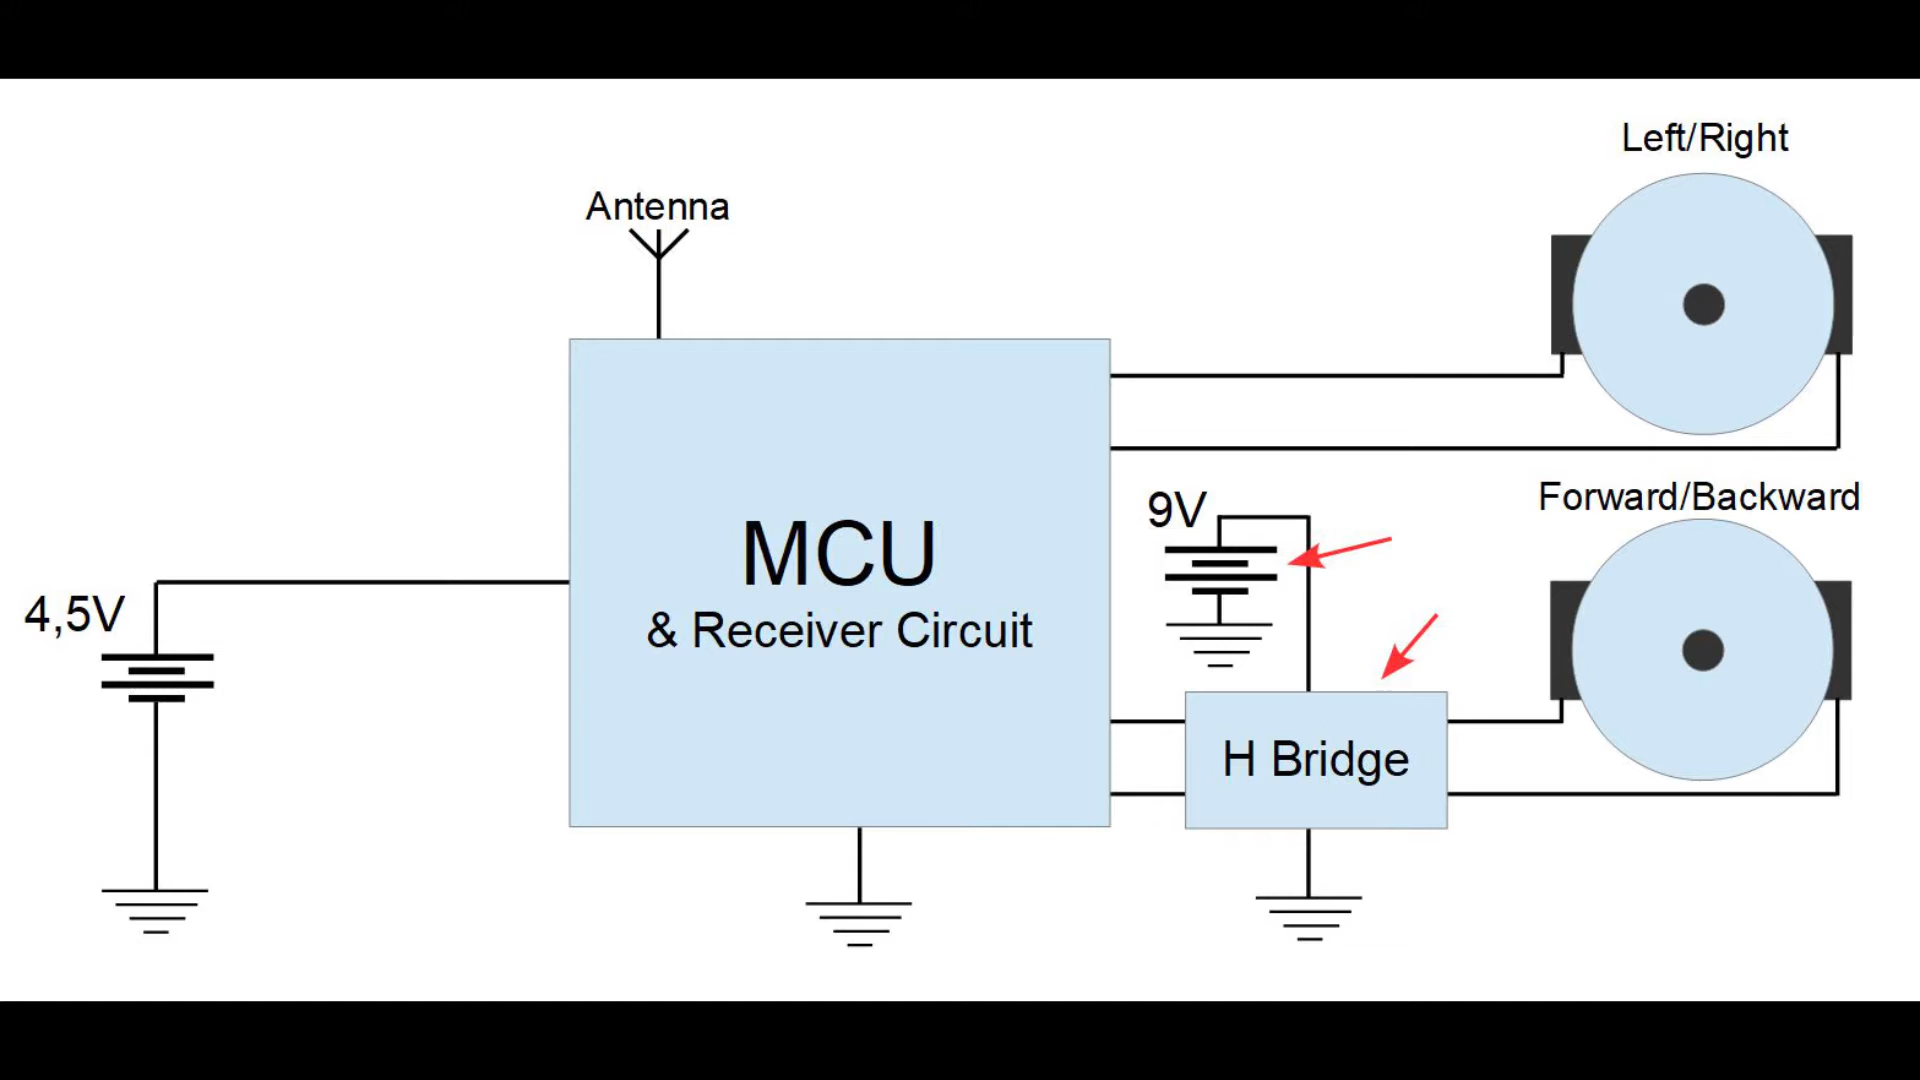 Left/Right
Antenna
Forward/Backward
9V
MCU
& Receiver Circuit
4,5V
H Bridge